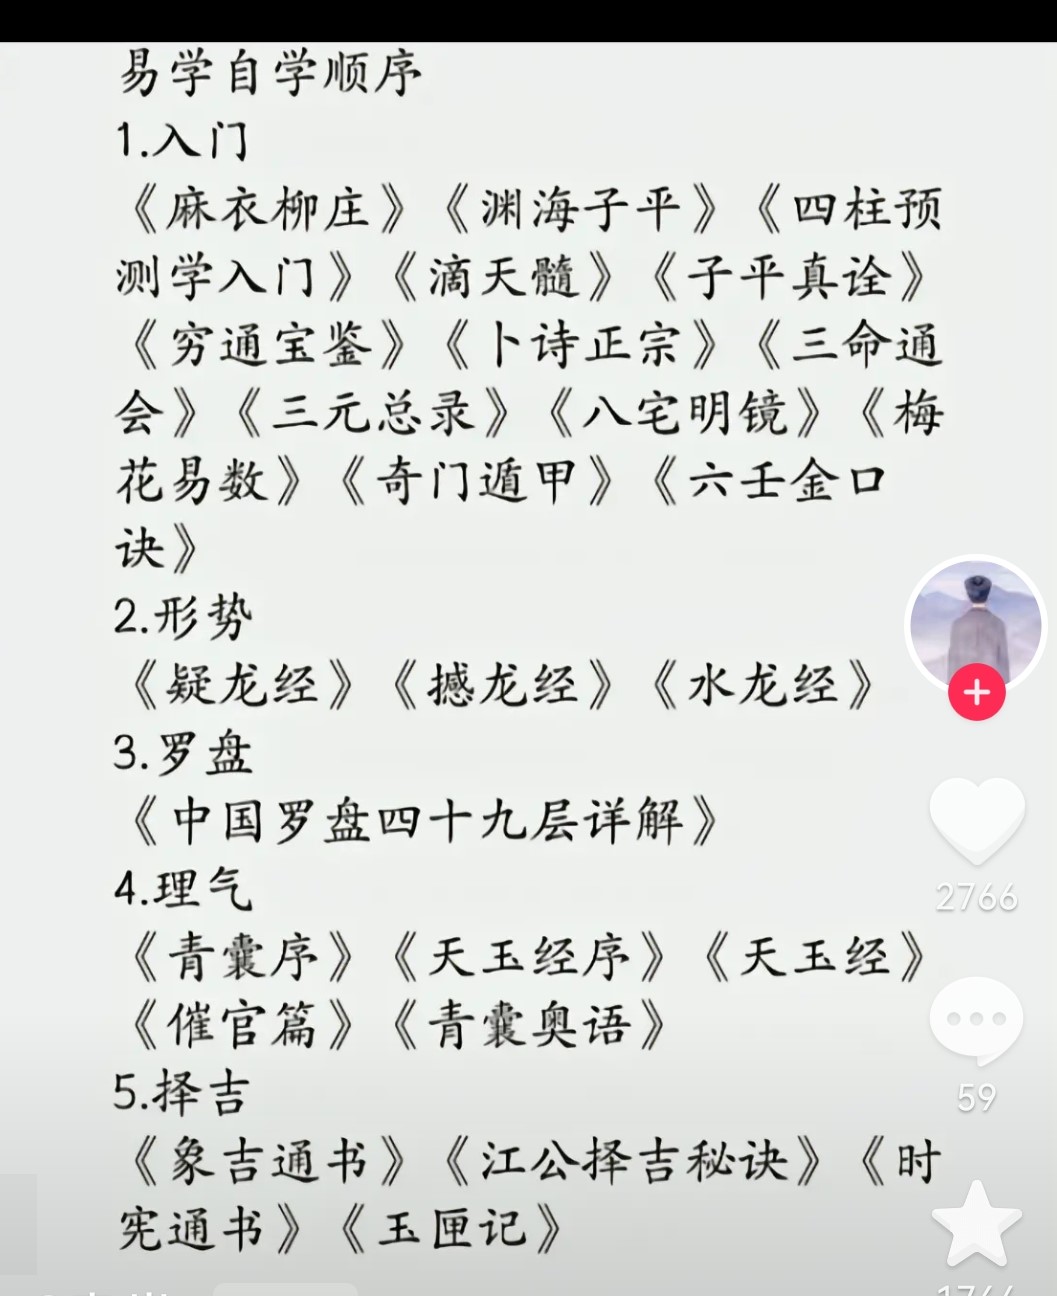 易学自学顺序
1.入门
《麻衣柳庄》《渊海子平》《四柱预
测学入门》《滴天髓》《子平真诠》
《穷通宝鉴》《卜诗正宗》《三命通
会》《三元总录》《八宅明镜》《梅
花易数》《奇门遁甲》《六壬金口
诀》
2.形势
《疑龙经》《撼龙经》《水龙经》
3.罗盘
《中国罗盘四十九层详解》
4.理气
《青囊序》《天玉经序》《天玉经》
《催官篇》《青囊奥语》
5.择吉
《象吉通书》《江公择吉秘诀》《时
宪通书》《玉匣记》
2766
59